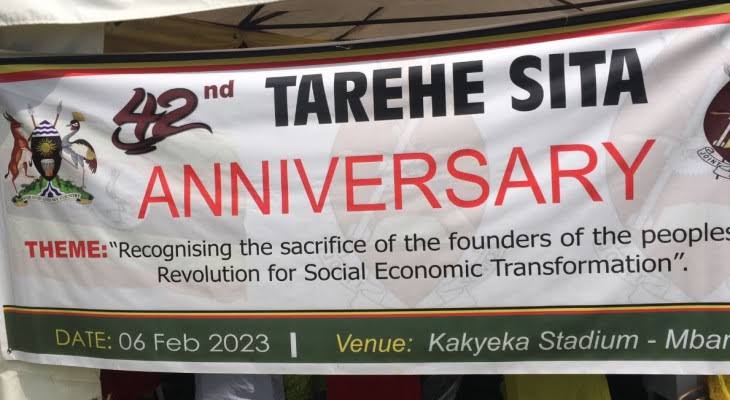 42nd TAREHE SITA
ANNIVERSARY
THEME: "Recognising the sacrifice of the founders of the peoples
Revolution for Social Economic Transformation".
DATE: 06 Feb 2023 | Venue: Kakyeka Stadium - Mbar